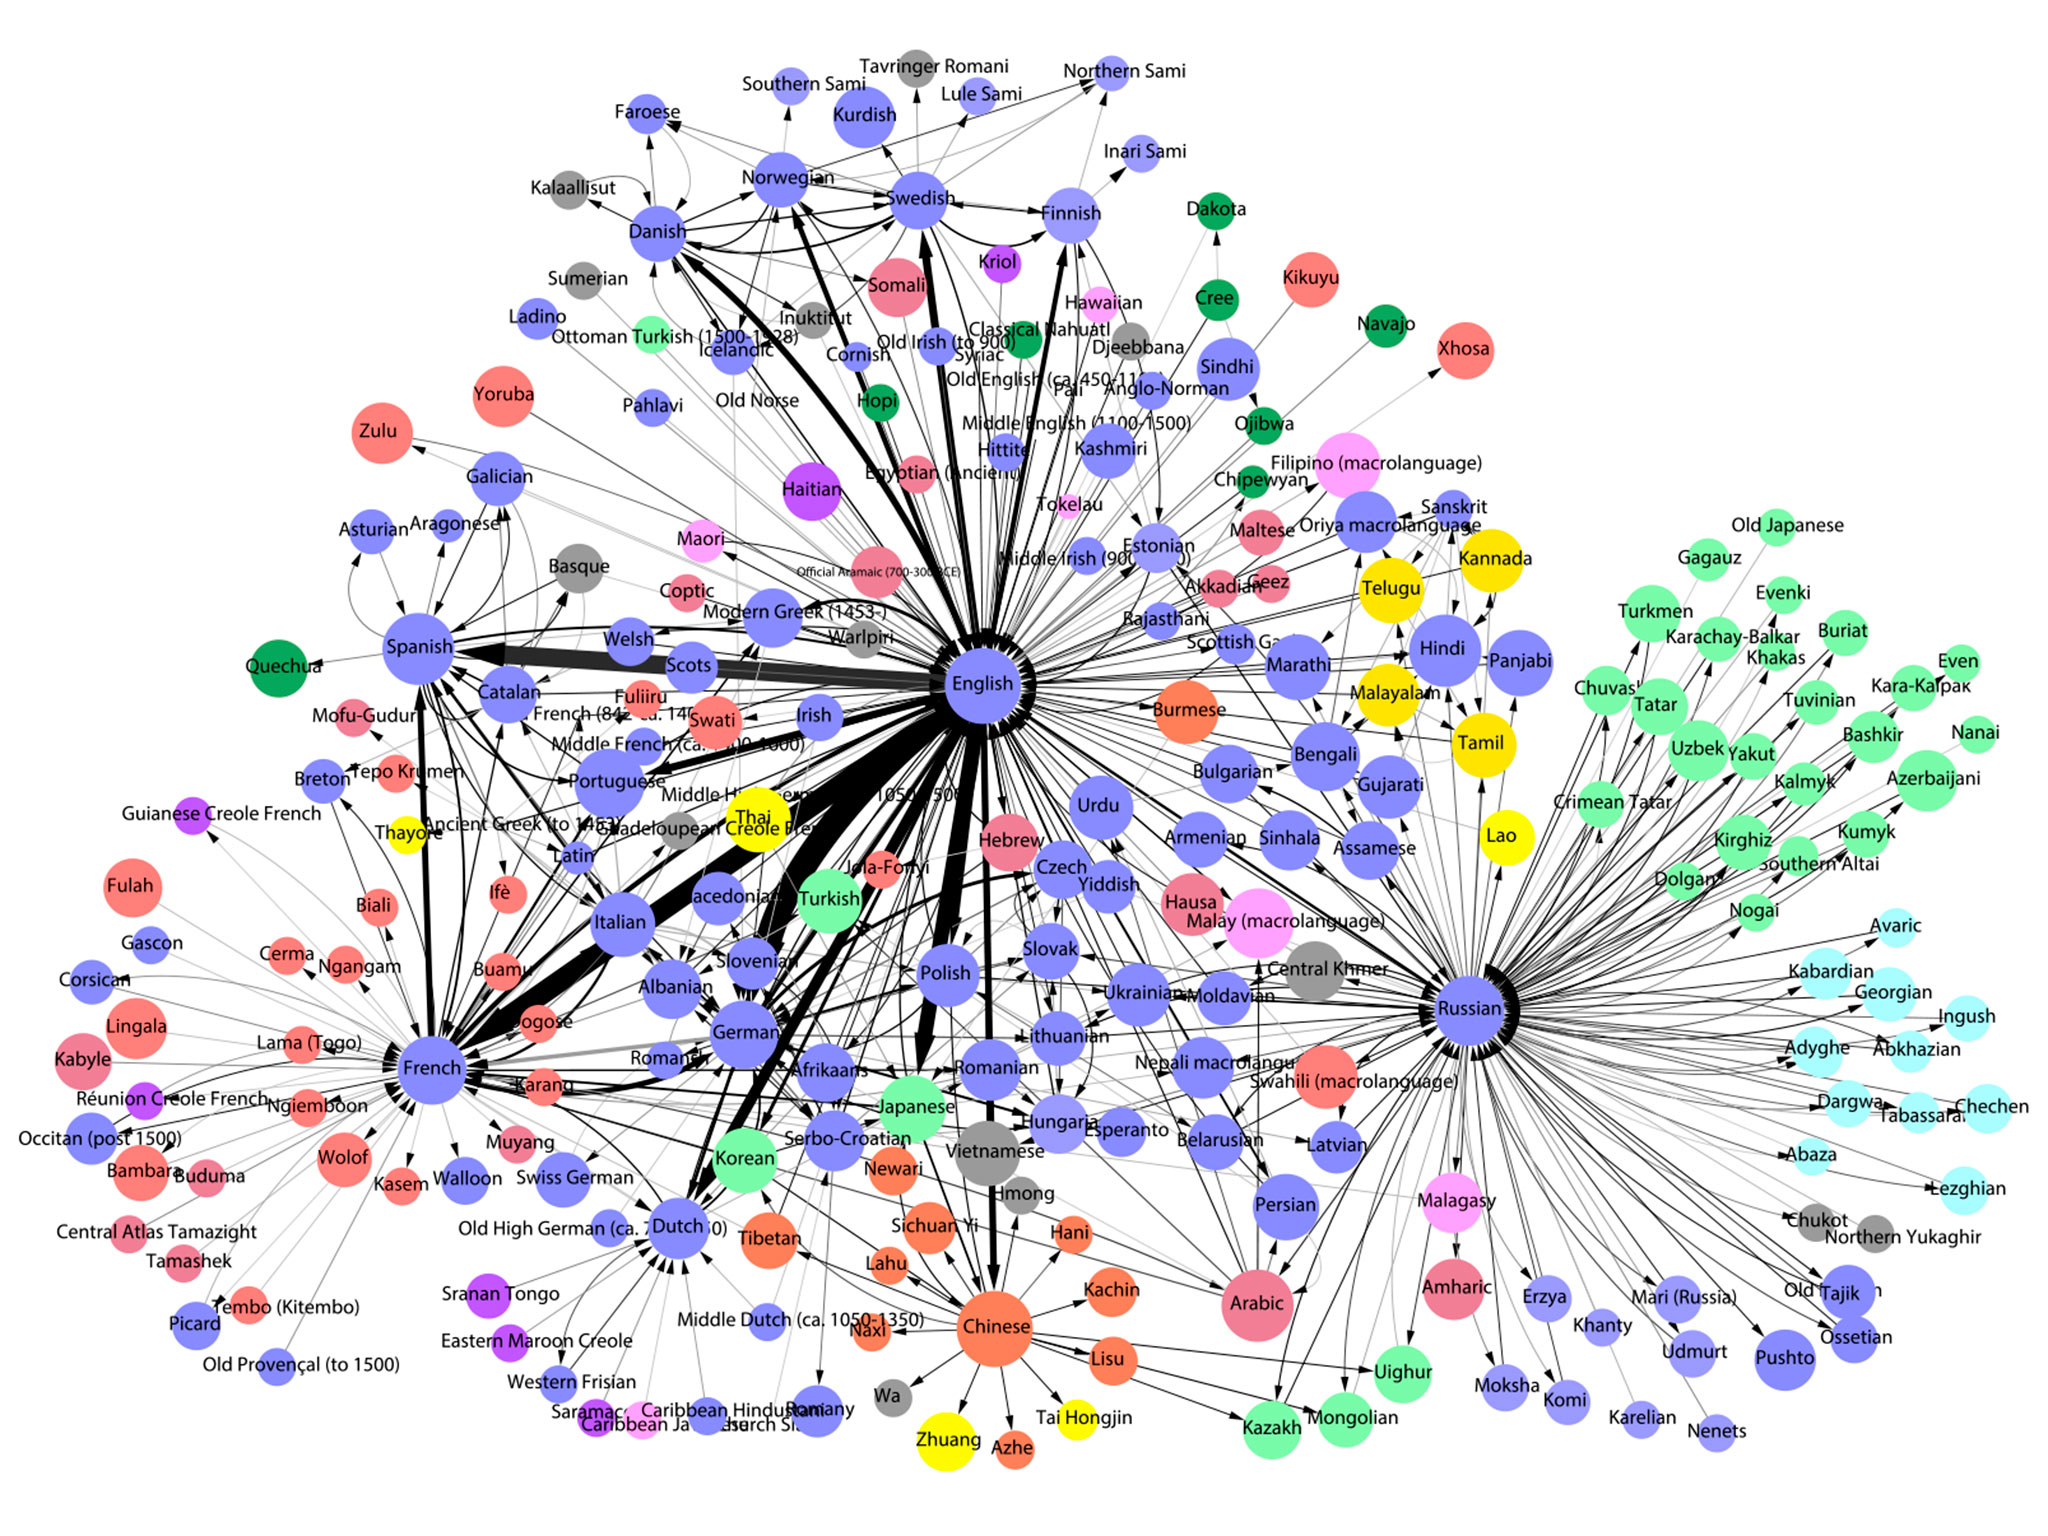 Southern Sami
Tavringer Romani
Northern Sami
Lule Sami
Faroese
Kurdish
Inari Sami
Norwegian
Kalaallisut
Swedish
Finnish
Dakota
Danish
Kriol
Sumerian
Somali
Kikuyu
Hawaiian
Cree
Ladino
Inuktitut
Classical Nahuatl
Navajo
Ottoman Turkish (1500-1928)
Old Irish (to 900)
Djeebbana
Icelandic
Cornish
Syriac
Xhosa
Sindhi
Old English (ca. 450-11
Yoruba
Old Norse
Pali
Anglo-Norman
Pahlavi
Hopi
Middle English (1100-1500)
Ojibwa
Zulu
Hittite
Kashmiri
Filipino (macrolanguage)
Galician
Egyptian (Ancient)
Haitian
Chipewyan
Tokelau
Sanskrit
Asturian
Aragonese
Maltese
Oriya macrolanguage
Old Japanese
Maori
Estonian
Gagauz
Basque
Official Aramaic (700-300 BCE)
Middle Irish (900
Kannada
Coptic
Akkadian
Geez
Telugu
Evenki
Modern Greek (1453-)
Rajasthani
Turkmen
Welsh
Warlpiri
Scottish Ga
Karachay-Balkar
Buriat
Spanish
Hindi
Khakas
Even
Quechua
Scots
English
Marathi
Panjabi
Catalan
Fuliiru
Malayalam
Chuvas
Kara-Kalpak
Mofu-Gudur
French (842-ca. 14
Swati
Irish
Burmese
Tatar
Tuvinian
Middle French (ca. 1400-1600)
Tamil
Uzbek
Yakut
Bashkir
Nanai
Breton
Tepo Krumen
Portuguese
Bulgarian
Bengali
Gujarati
Kalmyk
Azerbaijani
Guianese Creole French
Urdu
Crimean Tatar
Thayore
Ancient Greek (to 1453)
Thai
Guadeloupean Creole Fre
Hebrew
Armenian
Sinhala
Lao
Kirghiz
Kumyk
Latin
Jola-Fonyi
Assamese
Southern Altai
Fulah
Ifè
Czech
Yiddish
Dolgan
Biali
Italian
acedonian
Turkish
Hausa
Malay (macrolanguage)
Nogai
Avaric
Gascon
Cerma
Ngangam
Buamu
Slovenian
Slovak
Central Khmer
Kabardian
Corsican
Albanian
Polish
Ukrainian
Moldavian
Georgian
Lingala
Dogose
German
Russian
Ingush
Lama (Togo)
Lithuanian
Adyghe
Abkhazian
Kabyle
French
Romansh
Afrikaans
Romanian
Nepali macrolangu
Swahili (macrolanguage)
Réunion Creole French
Karang
Ngiemboon
Japanese
Dargwa
Tabassara
Chechen
Occitan (post 1500)
Muyang
Serbo-Croatian
Hungaria
Esperanto
Belarusian
Latvian
Bambara
Buduma
Wolof
Kasem
Walloon
Swiss German
Korean
Newari
Vietnamese
Abaza
Hmong
Persian
Malagasy
Lezghian
Central Atlas Tamazight
Old High German (ca. 7
50)
Dutch
Tibetan
Sichuan Yi
Hani
Chukot
Northern Yukaghir
Tamashek
Lahu
Sranan Tongo
Kachin
Arabic
Amharic
Erzya
Mari (Russia)
Old
Tajik
Tembo (Kitembo)
Picard
Middle Dutch (ca. 1050-1350)
Naxi
Chinese
Khanty
Ossetian
Eastern Maroon Creole
Old Provençal (to 1500)
Lisu
Udmurt
Pushto
Western Frisian
Uighur
Moksha
Wa
Komi
Saramac
Caribbean Ja
Caribbean Hindustani
Romany
Tai Hongjin
Mongolian
Karelian
Zhuang
Azhe
Kazakh
Nenets